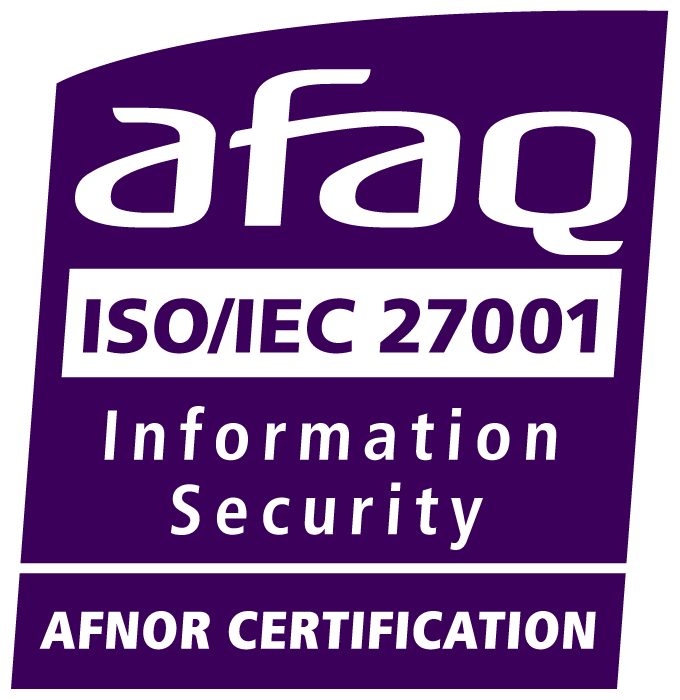 afaq
ISO/IEC 27001
Information
Security
AFNOR CERTIFICATION